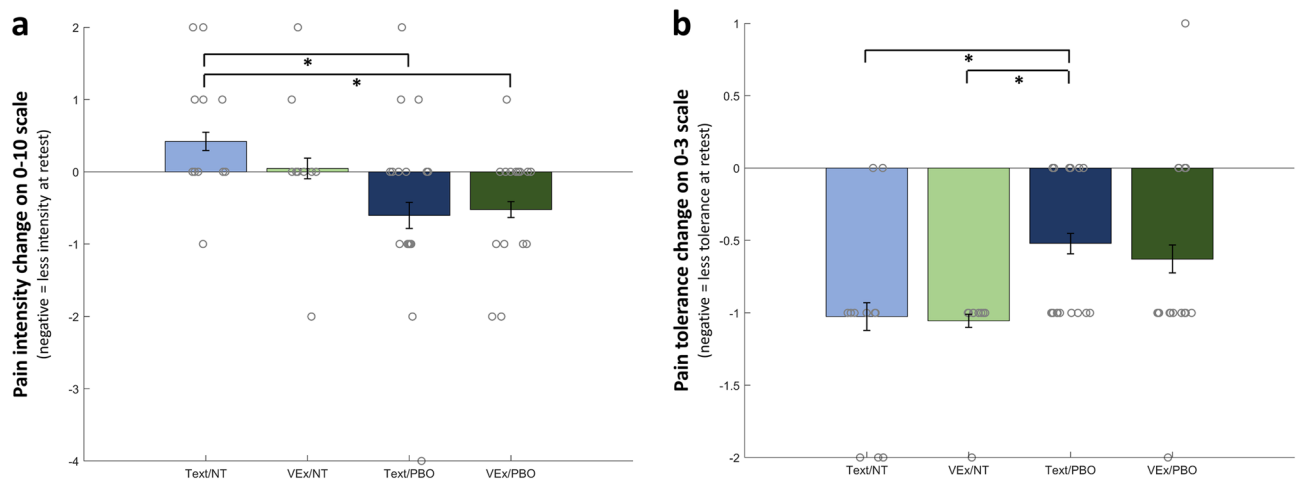 a
Pain intensity change on 0-10 scale
(negative = less intensity at retest)
2
1
0
-1
-2
-3
-4
*
*
Text/NT VEx/NT Text/PBO VEx/PBO
b
Pain tolerance change on 0-3 scale
(negative = less tolerance at retest)
1
0.5
0
-0.5
-1
-1.5
-2
*
*
Text/NT VEx/NT Text/PBO VEx/PBO